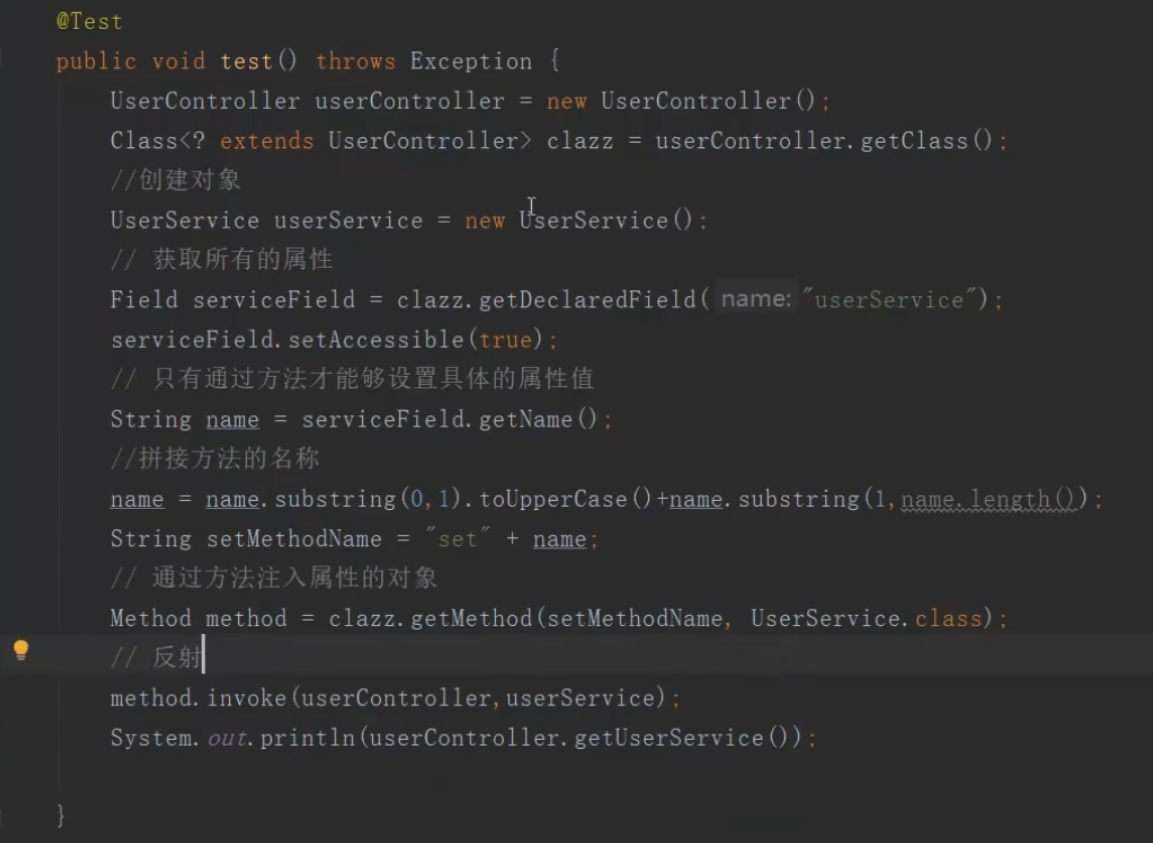 @Test
public void test() throws Exception {
UserController userController = new UserController();
Class<? extends UserController> clazz = userController.getClass();
//创建对象
UserService userService = new UserService();
// 获取所有的属性
Field serviceField = clazz.getDeclaredField( name: "userService");
serviceField.setAccessible(true);
// 只有通过方法才能够设置具体的属性值
String name = serviceField.getName();
//拼接方法的名称
name = name.substring(0,1).toUpperCase()+name.substring(1,name.length());
String setMethodName = "set" + name;
// 通过方法注入属性的对象
Method method = clazz.getMethod(setMethodName, UserService.class);
// 反射
method.invoke(userController,userService);
System.out.println(userController.getUserService());
}